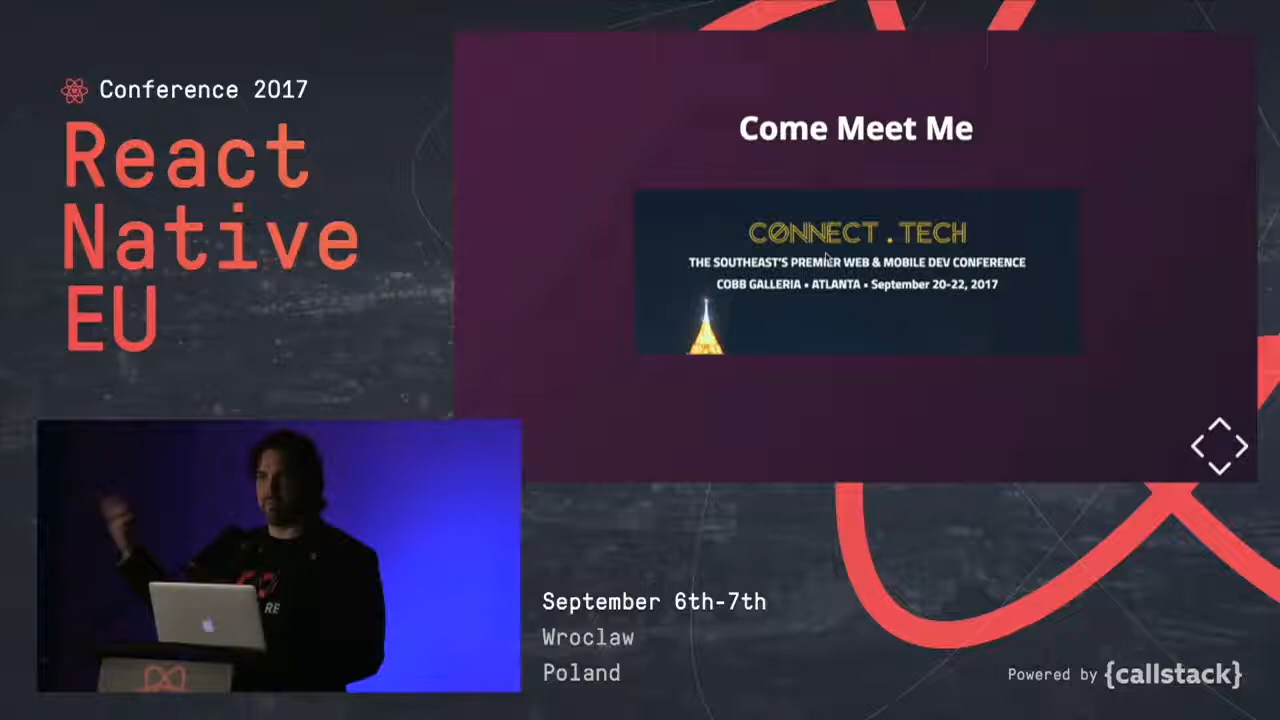 Conference 2017
React
Native
EU
Come Meet Me
CONNECT.TECH
THE SOUTHEAST'S PREMIER WEB & MOBILE DEV CONFERENCE
COBB GALLERIA • ATLANTA • September 20-22, 2017
RE
September 6th-7th
Wroclaw
Poland
Powered by {callstack}